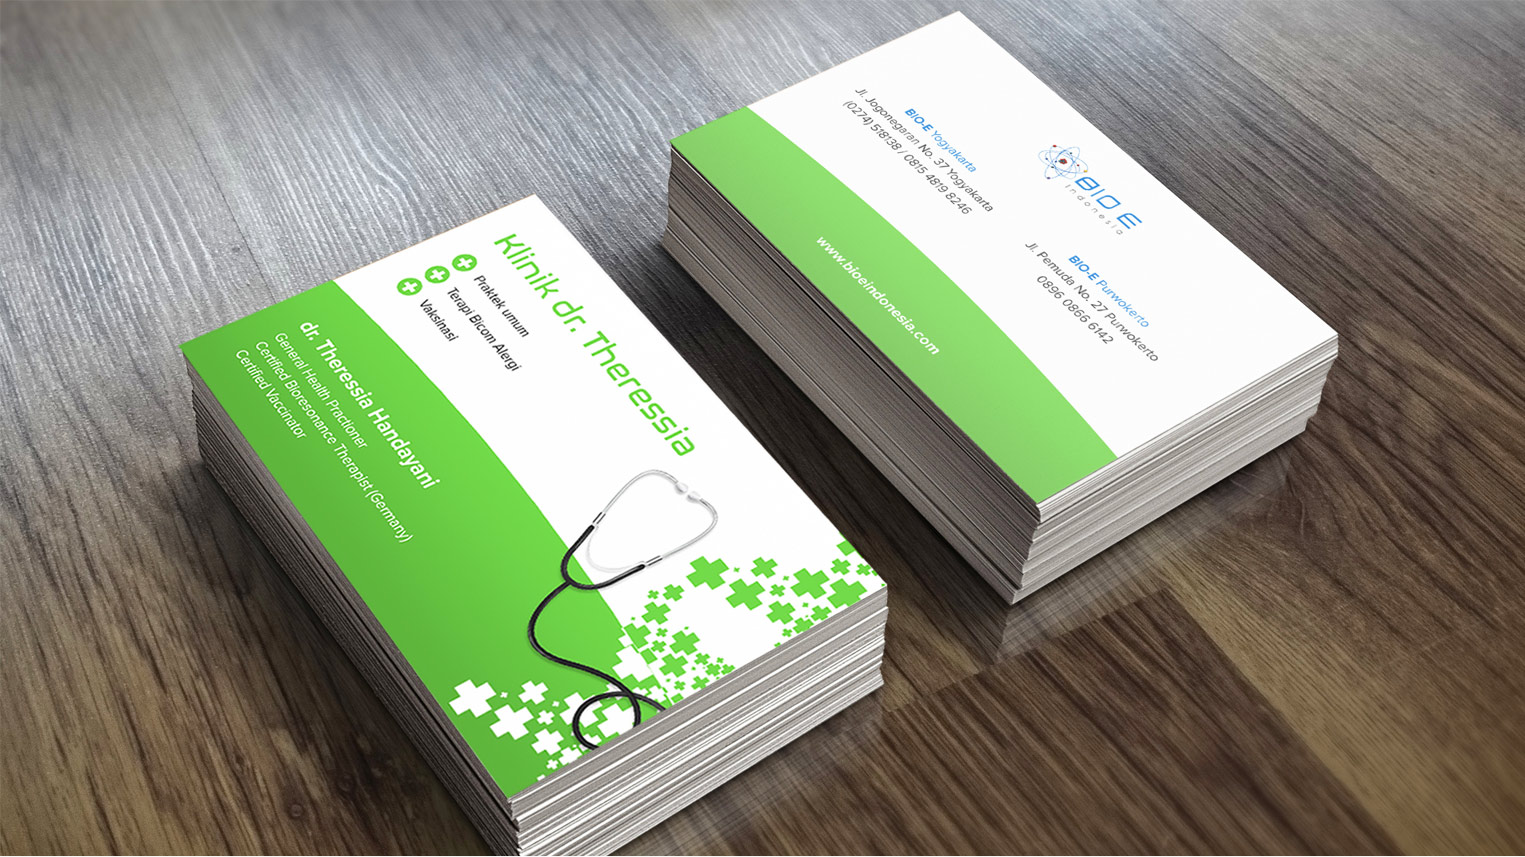 Klinik dr. Theressia
Praktek umum
Terapi Bicom Alergi
Vaksinasi
dr. Theressia Handayani
General Health Practioner
Certified Bioresonance Therapist (Germany)
Certified Vaccinator
BIO E
indonesia
BIO-E Yogyakarta
Jl. Jogonegaran No. 37 Yogyakarta
(0274) 518138 / 0815 4819 8246
BIO-E Purwokerto
Jl. Pemuda No. 27 Purwokerto
0896 0866 6142
www.bioeindonesia.com